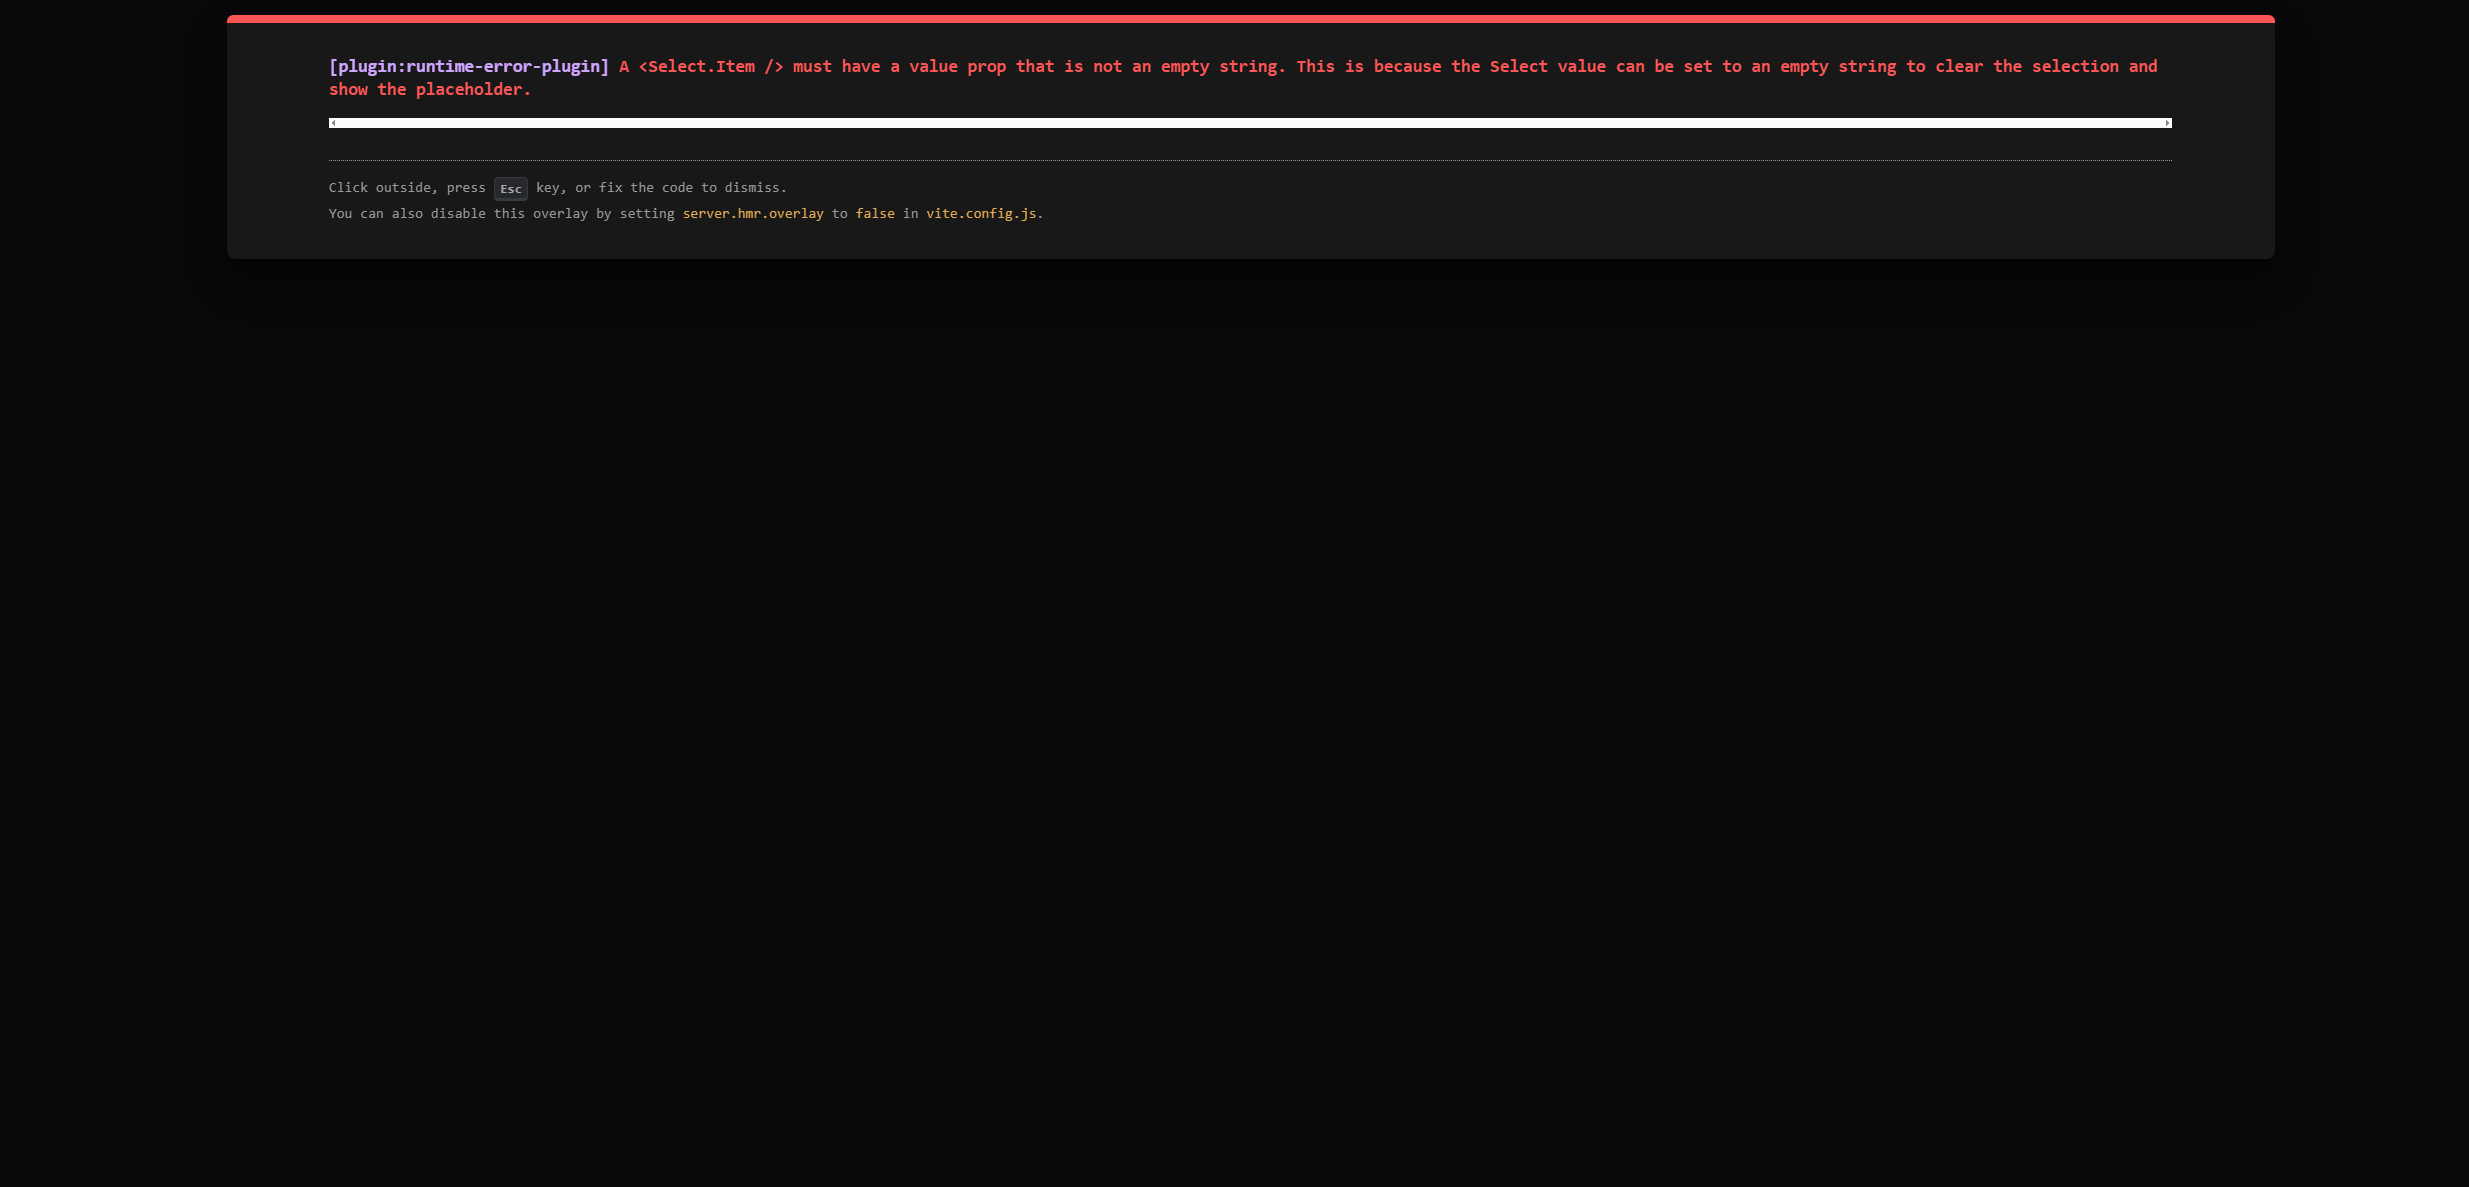 [plugin:runtime-error-plugin] A <Select.Item /> must have a value prop that is not an empty string. This is because the Select value can be set to an empty string to clear the selection and
show the placeholder.
Click outside, press Esc key, or fix the code to dismiss.
You can also disable this overlay by setting server.hmr.overlay to false in vite.config.js.